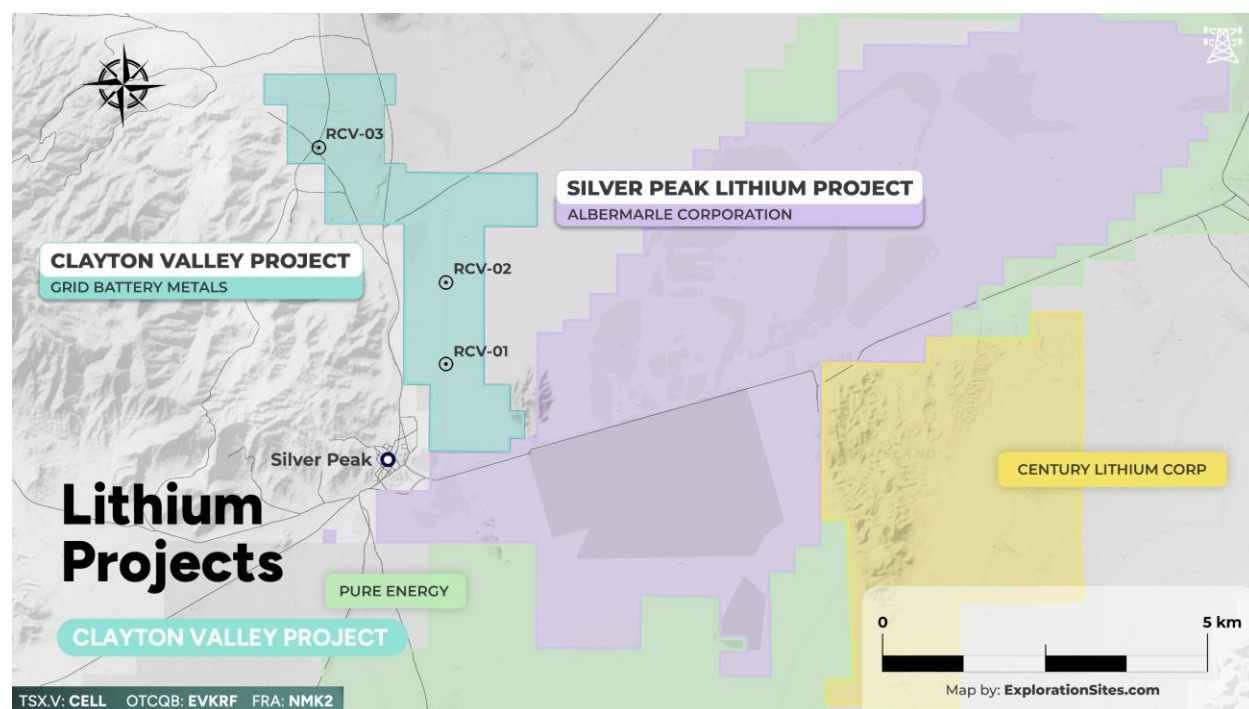 RCV-03
SILVER PEAK LITHIUM PROJECT
ALBERMARLE CORPORATION
CLAYTON VALLEY PROJECT
GRID BATTERY METALS
RCV-02
RCV-01
Silver Peak
CENTURY LITHIUM CORP
Lithium
Projects
PURE ENERGY
CLAYTON VALLEY PROJECT
0 5 km
Map by: ExplorationSites.com
TSX.V: CELL OTCQB: EVKRF FRA: NMK2